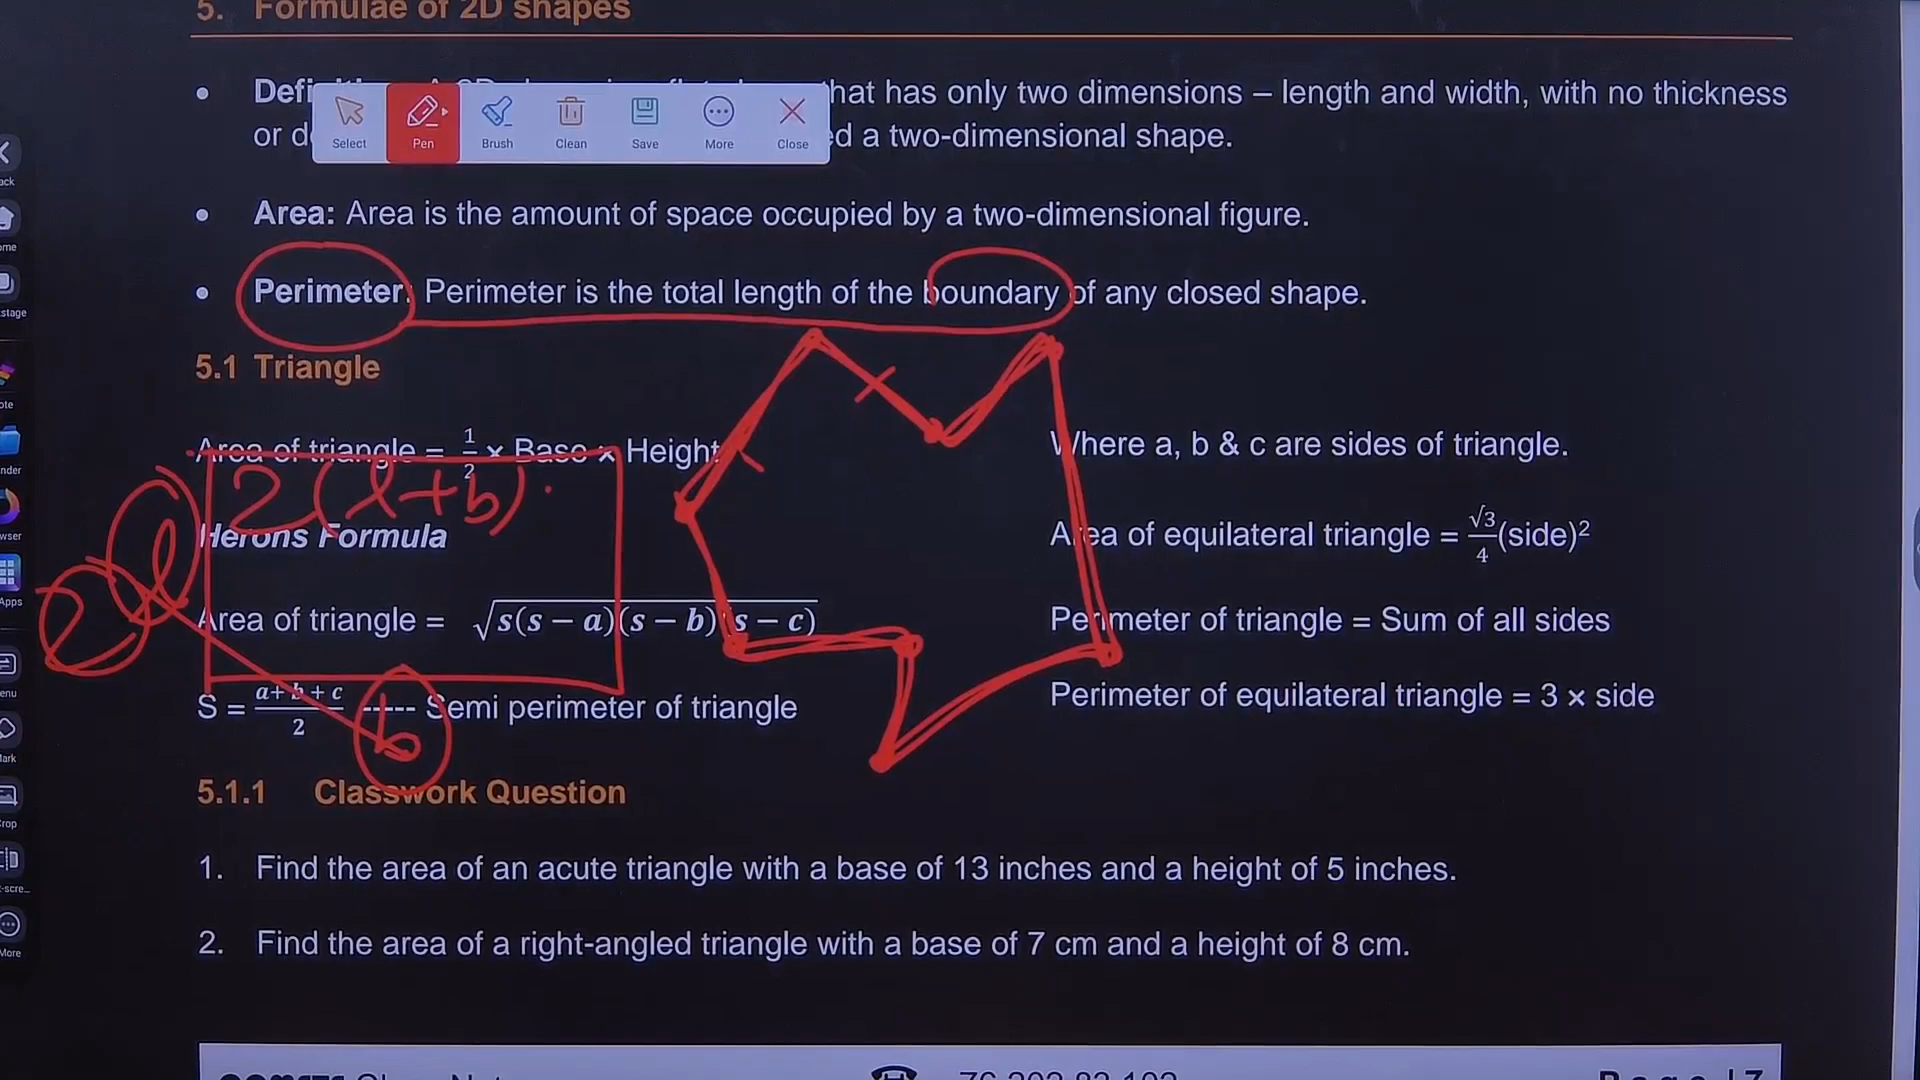 5. Formulae of 2D shapes
hat has only two dimensions – length and width, with no thickness
Select Pen Brush Clean Save More Close
a two-dimensional shape.
• Area: Area is the amount of space occupied by a two-dimensional figure.
• Perimeter: Perimeter is the total length of the boundary of any closed shape.
5.1 Triangle
Area of triangle = 1/2 × Base × Height
Where a, b & c are sides of triangle.
2(l+b)
Herons Formula
Area of equilateral triangle = √3/4 (side)²
l
2
Area of triangle = √s(s − a)(s − b)(s − c)
Perimeter of triangle = Sum of all sides
S = a+b+c/2 ----- Semi perimeter of triangle
Perimeter of equilateral triangle = 3 × side
b
5.1.1 Classwork Question
1. Find the area of an acute triangle with a base of 13 inches and a height of 5 inches.
2. Find the area of a right-angled triangle with a base of 7 cm and a height of 8 cm.
More